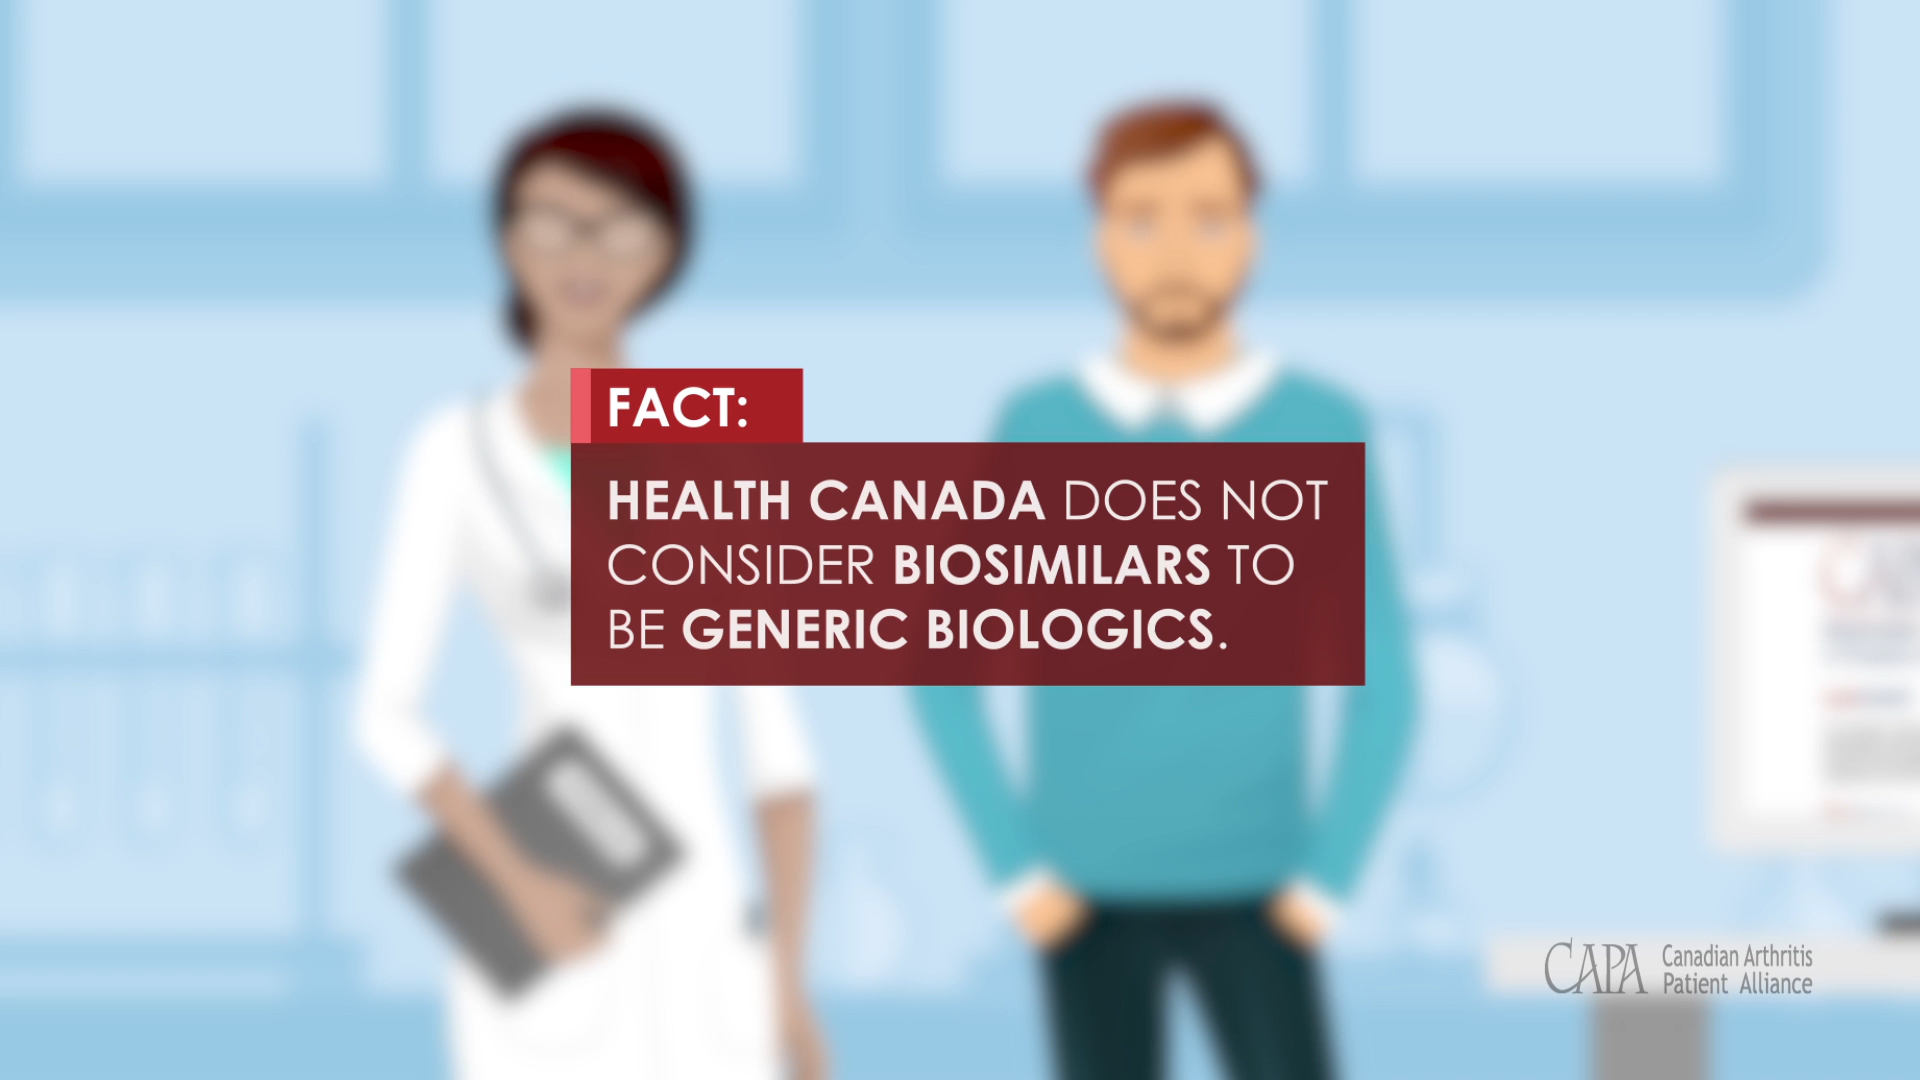 FACT:
HEALTH CANADA DOES NOT
CONSIDER BIOSIMILARS TO
BE GENERIC BIOLOGICS.
CAPA Canadian Arthritis
Patient Alliance